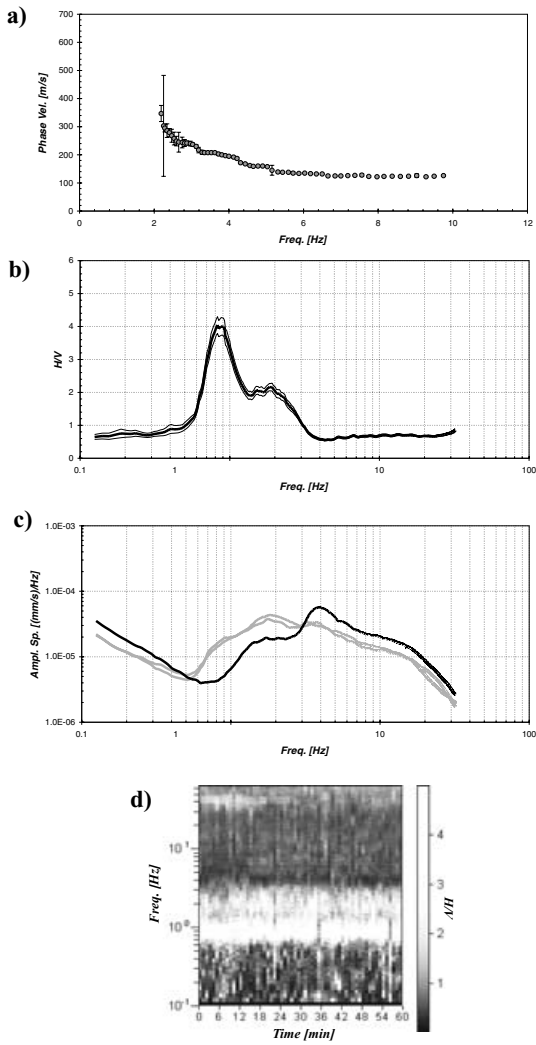 a)
700
600
500
400
300
200
100
0
Phase Vel. [m/s]
0 2 4 6 8 10 12
Freq. [Hz]
b)
6
5
4
3
2
1
0
H/V
0.1 1 10 100
Freq. [Hz]
c)
1.0E-03
1.0E-04
1.0E-05
1.0E-06
Ampl. Sp. [(mm/s)/Hz]
0.1 1 10 100
Freq. [Hz]
d)
10¹
10⁰
10⁻¹
Freq. [Hz]
0 6 12 18 24 30 36 42 48 54 60
Time [min]
4
3
2
1
H/V